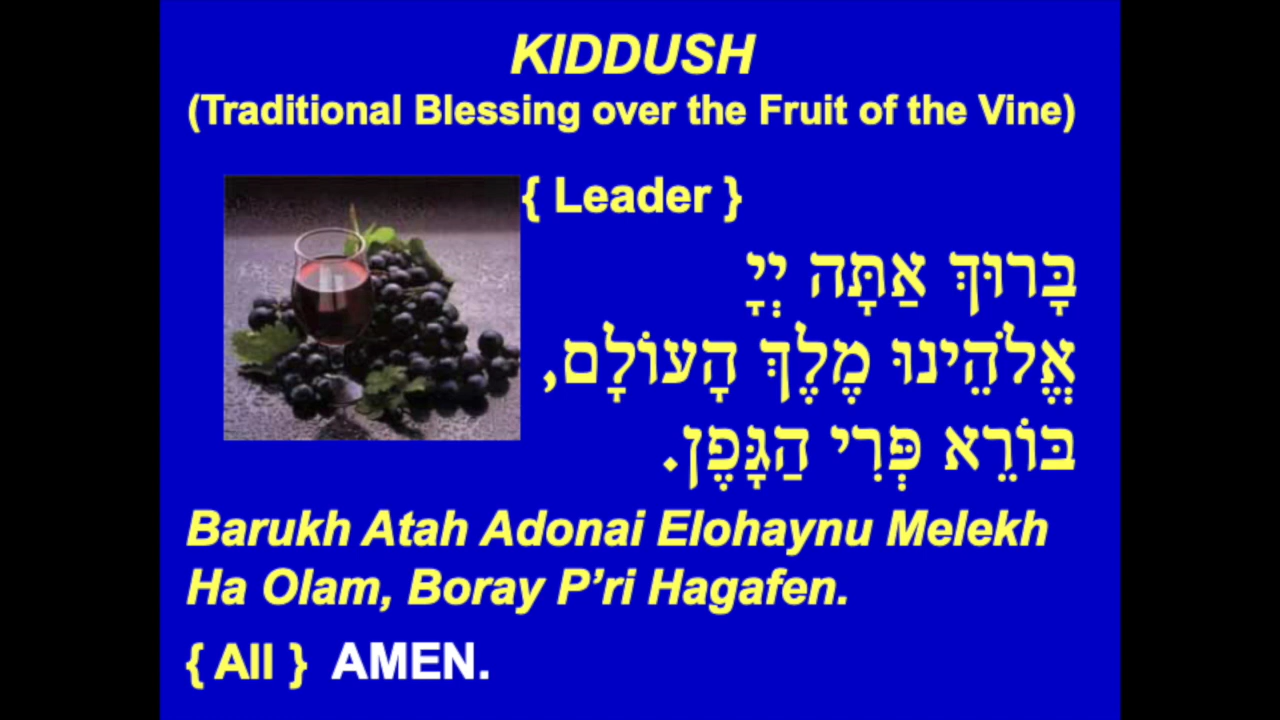 KIDDUSH
(Traditional Blessing over the Fruit of the Vine)
{ Leader }
בָּרוּךְ אַתָּה יְיָ
אֱלֹהֵינוּ מֶלֶךְ הָעוֹלָם,
בּוֹרֵא פְּרִי הַגָּפֶן.
Barukh Atah Adonai Elohaynu Melekh
Ha Olam, Boray P’ri Hagafen.
{ All } AMEN.